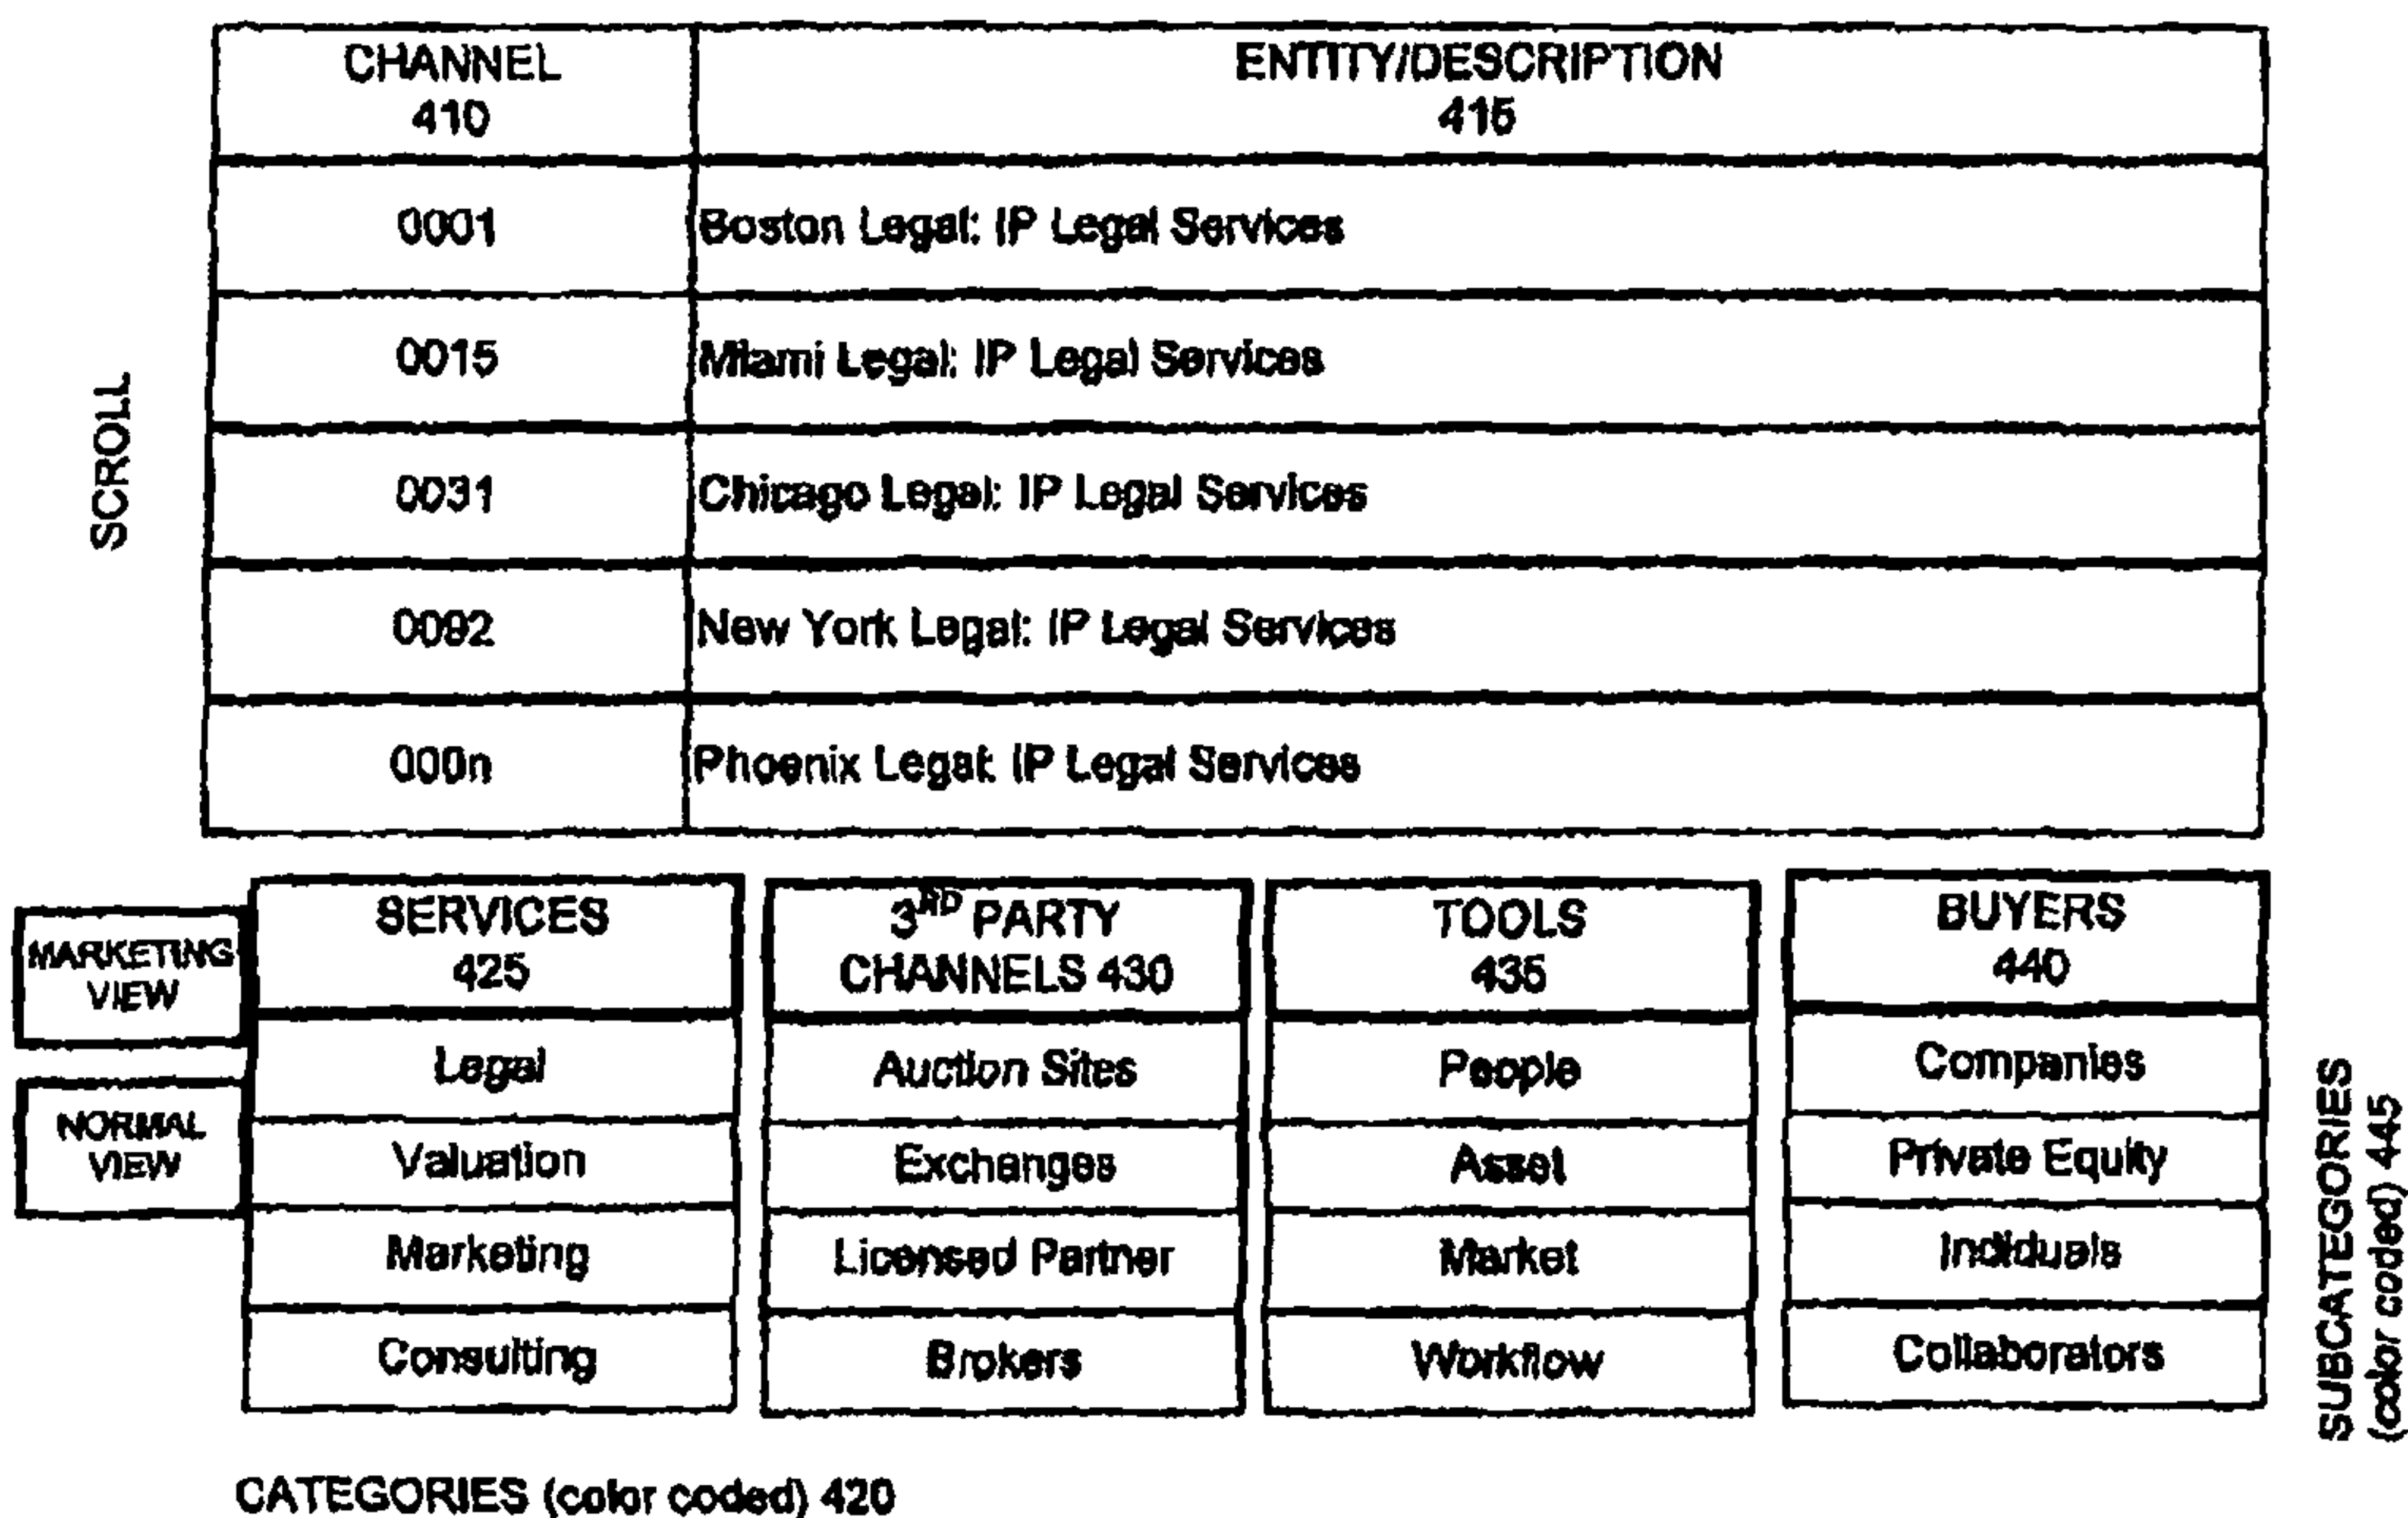 CHANNEL
410
ENTITY/DESCRIPTION
415
0001
Boston Legal: IP Legal Services
0015
Miami Legal: IP Legal Services
SCROLL
0031
Chicago Legal: IP Legal Services
0092
New York Legal: IP Legal Services
000n
Phoenix Legal: IP Legal Services
MARKETING
VIEW
NORMAL
VIEW
SERVICES
425
Legal
Valuation
Marketing
Consulting
3RD PARTY
CHANNELS 430
Auction Sites
Exchanges
Licensed Partner
Brokers
TOOLS
435
People
Asset
Market
Workflow
BUYERS
440
Companies
Private Equity
Indiduals
Collaborators
SUBCATEGORIES
(color coded) 445
CATEGORIES (color coded) 420